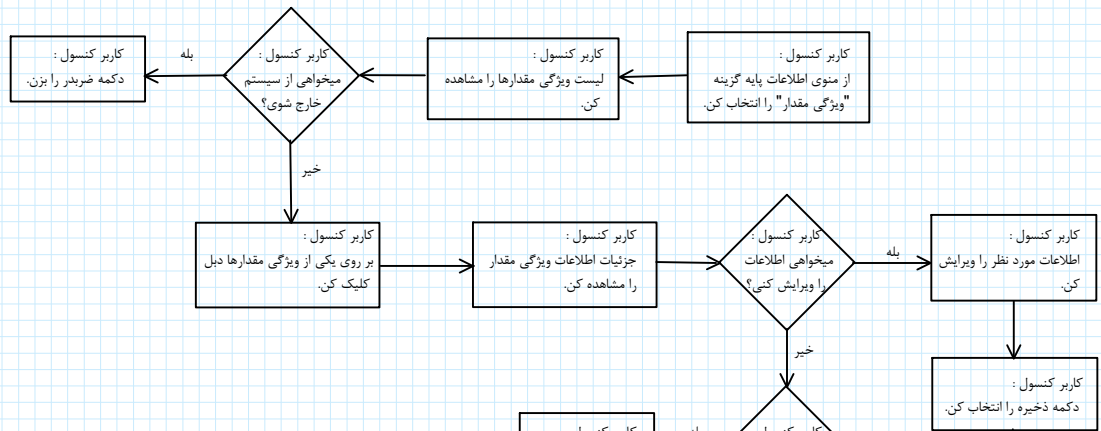 کاربر کنسول :
از منوی اطلاعات پایه گزینه
"ویژگی مقدار" را انتخاب کن.
کاربر کنسول :
لیست ویژگی مقدارها را مشاهده
کن.
کاربر کنسول :
میخواهی از سیستم
خارج شوی؟
بله
کاربر کنسول :
دکمه ضربدر را بزن.
خیر
کاربر کنسول :
بر روی یکی از ویژگی مقدارها دبل
کلیک کن.
کاربر کنسول :
جزئیات اطلاعات ویژگی مقدار
را مشاهده کن.
کاربر کنسول :
میخواهی اطلاعات
را ویرایش کنی؟
بله
کاربر کنسول :
اطلاعات مورد نظر را ویرایش
کن.
خیر
کاربر کنسول :
دکمه ذخیره را انتخاب کن.